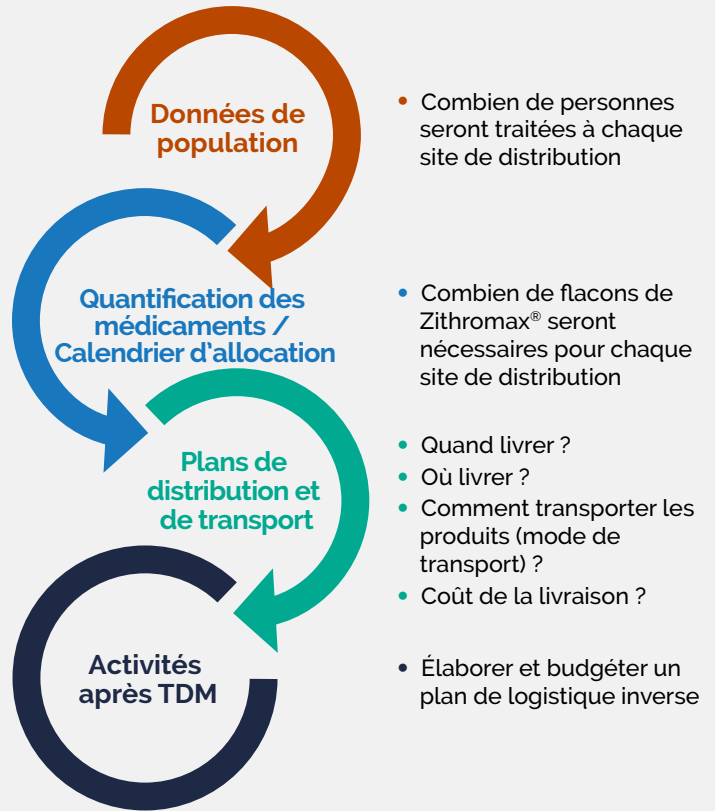 Données de
population
• Combien de personnes
seront traitées à chaque
site de distribution
Quantification des
médicaments /
Calendrier d’allocation
• Combien de flacons de
Zithromax® seront
nécessaires pour chaque
site de distribution
Plans de
distribution et
de transport
• Quand livrer ?
• Où livrer ?
• Comment transporter les
produits (mode de
transport) ?
• Coût de la livraison ?
Activités
après TDM
• Élaborer et budgéter un
plan de logistique inverse